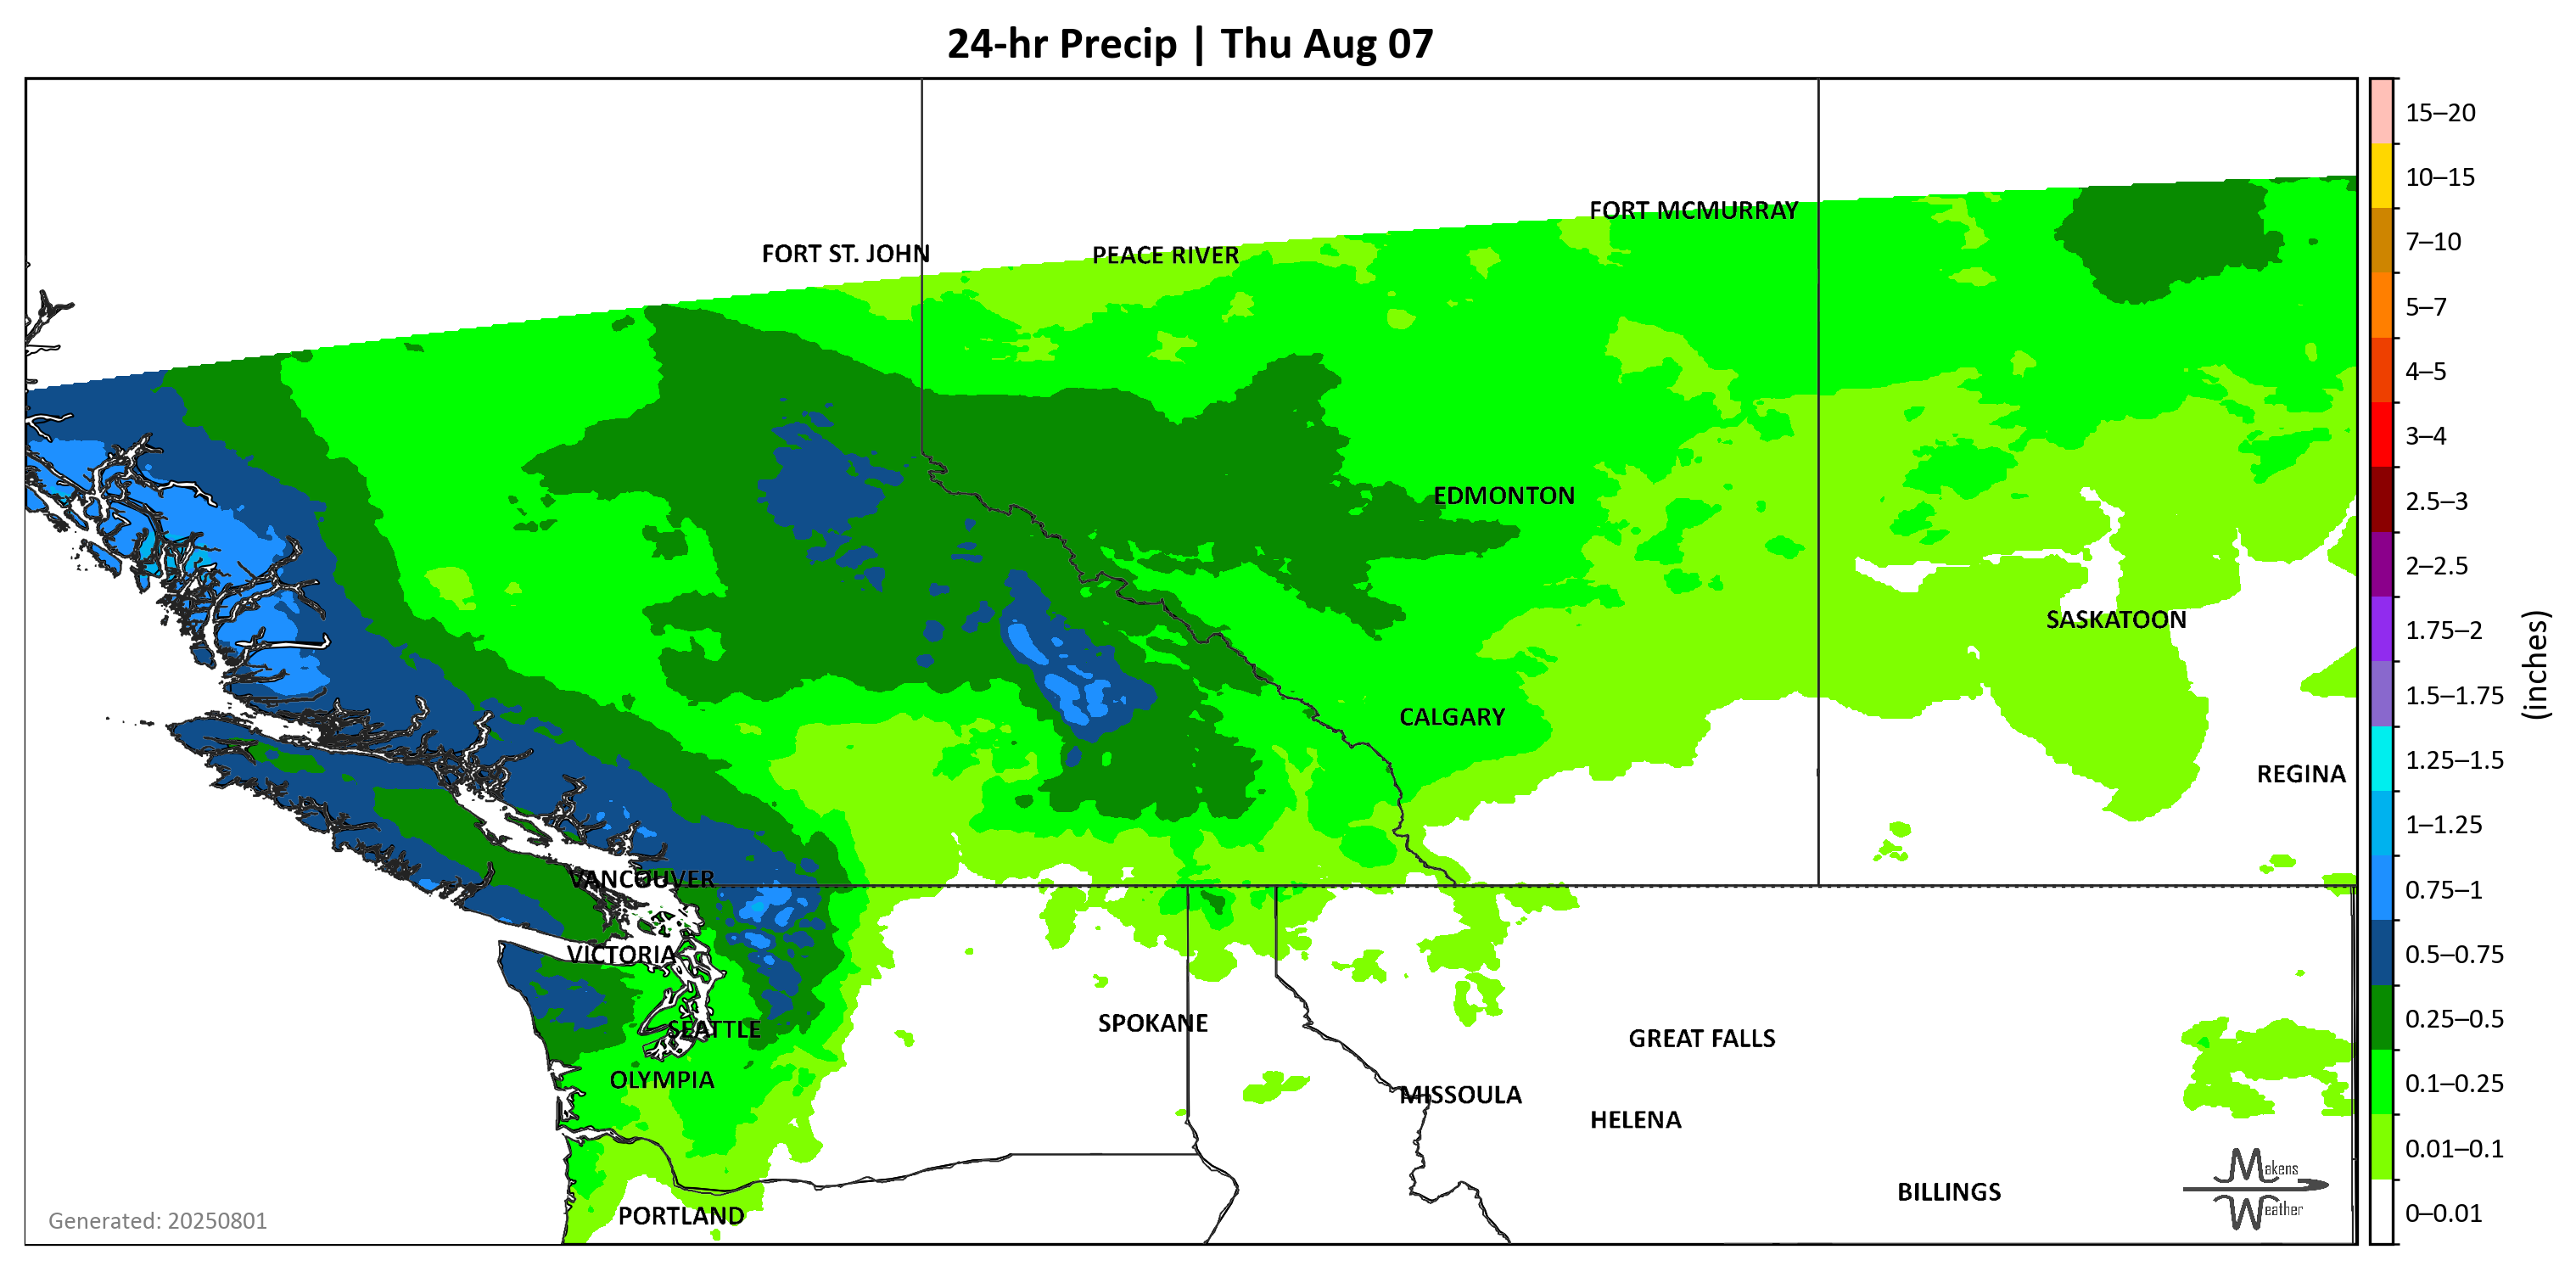 24-hr Precip | Thu Aug 07
FORT MCMURRAY
FORT ST. JOHN
PEACE RIVER
EDMONTON
SASKATOON
CALGARY
REGINA
VANCOUVER
VICTORIA
SPOKANE
SEATTLE
GREAT FALLS
OLYMPIA
MISSOULA
HELENA
BILLINGS
PORTLAND
Generated: 20250801
Makens
Weather
15–20
10–15
7–10
5–7
4–5
3–4
2.5–3
2–2.5
1.75–2
1.5–1.75
1.25–1.5
1–1.25
0.75–1
0.5–0.75
0.25–0.5
0.1–0.25
0.01–0.1
0–0.01
(inches)